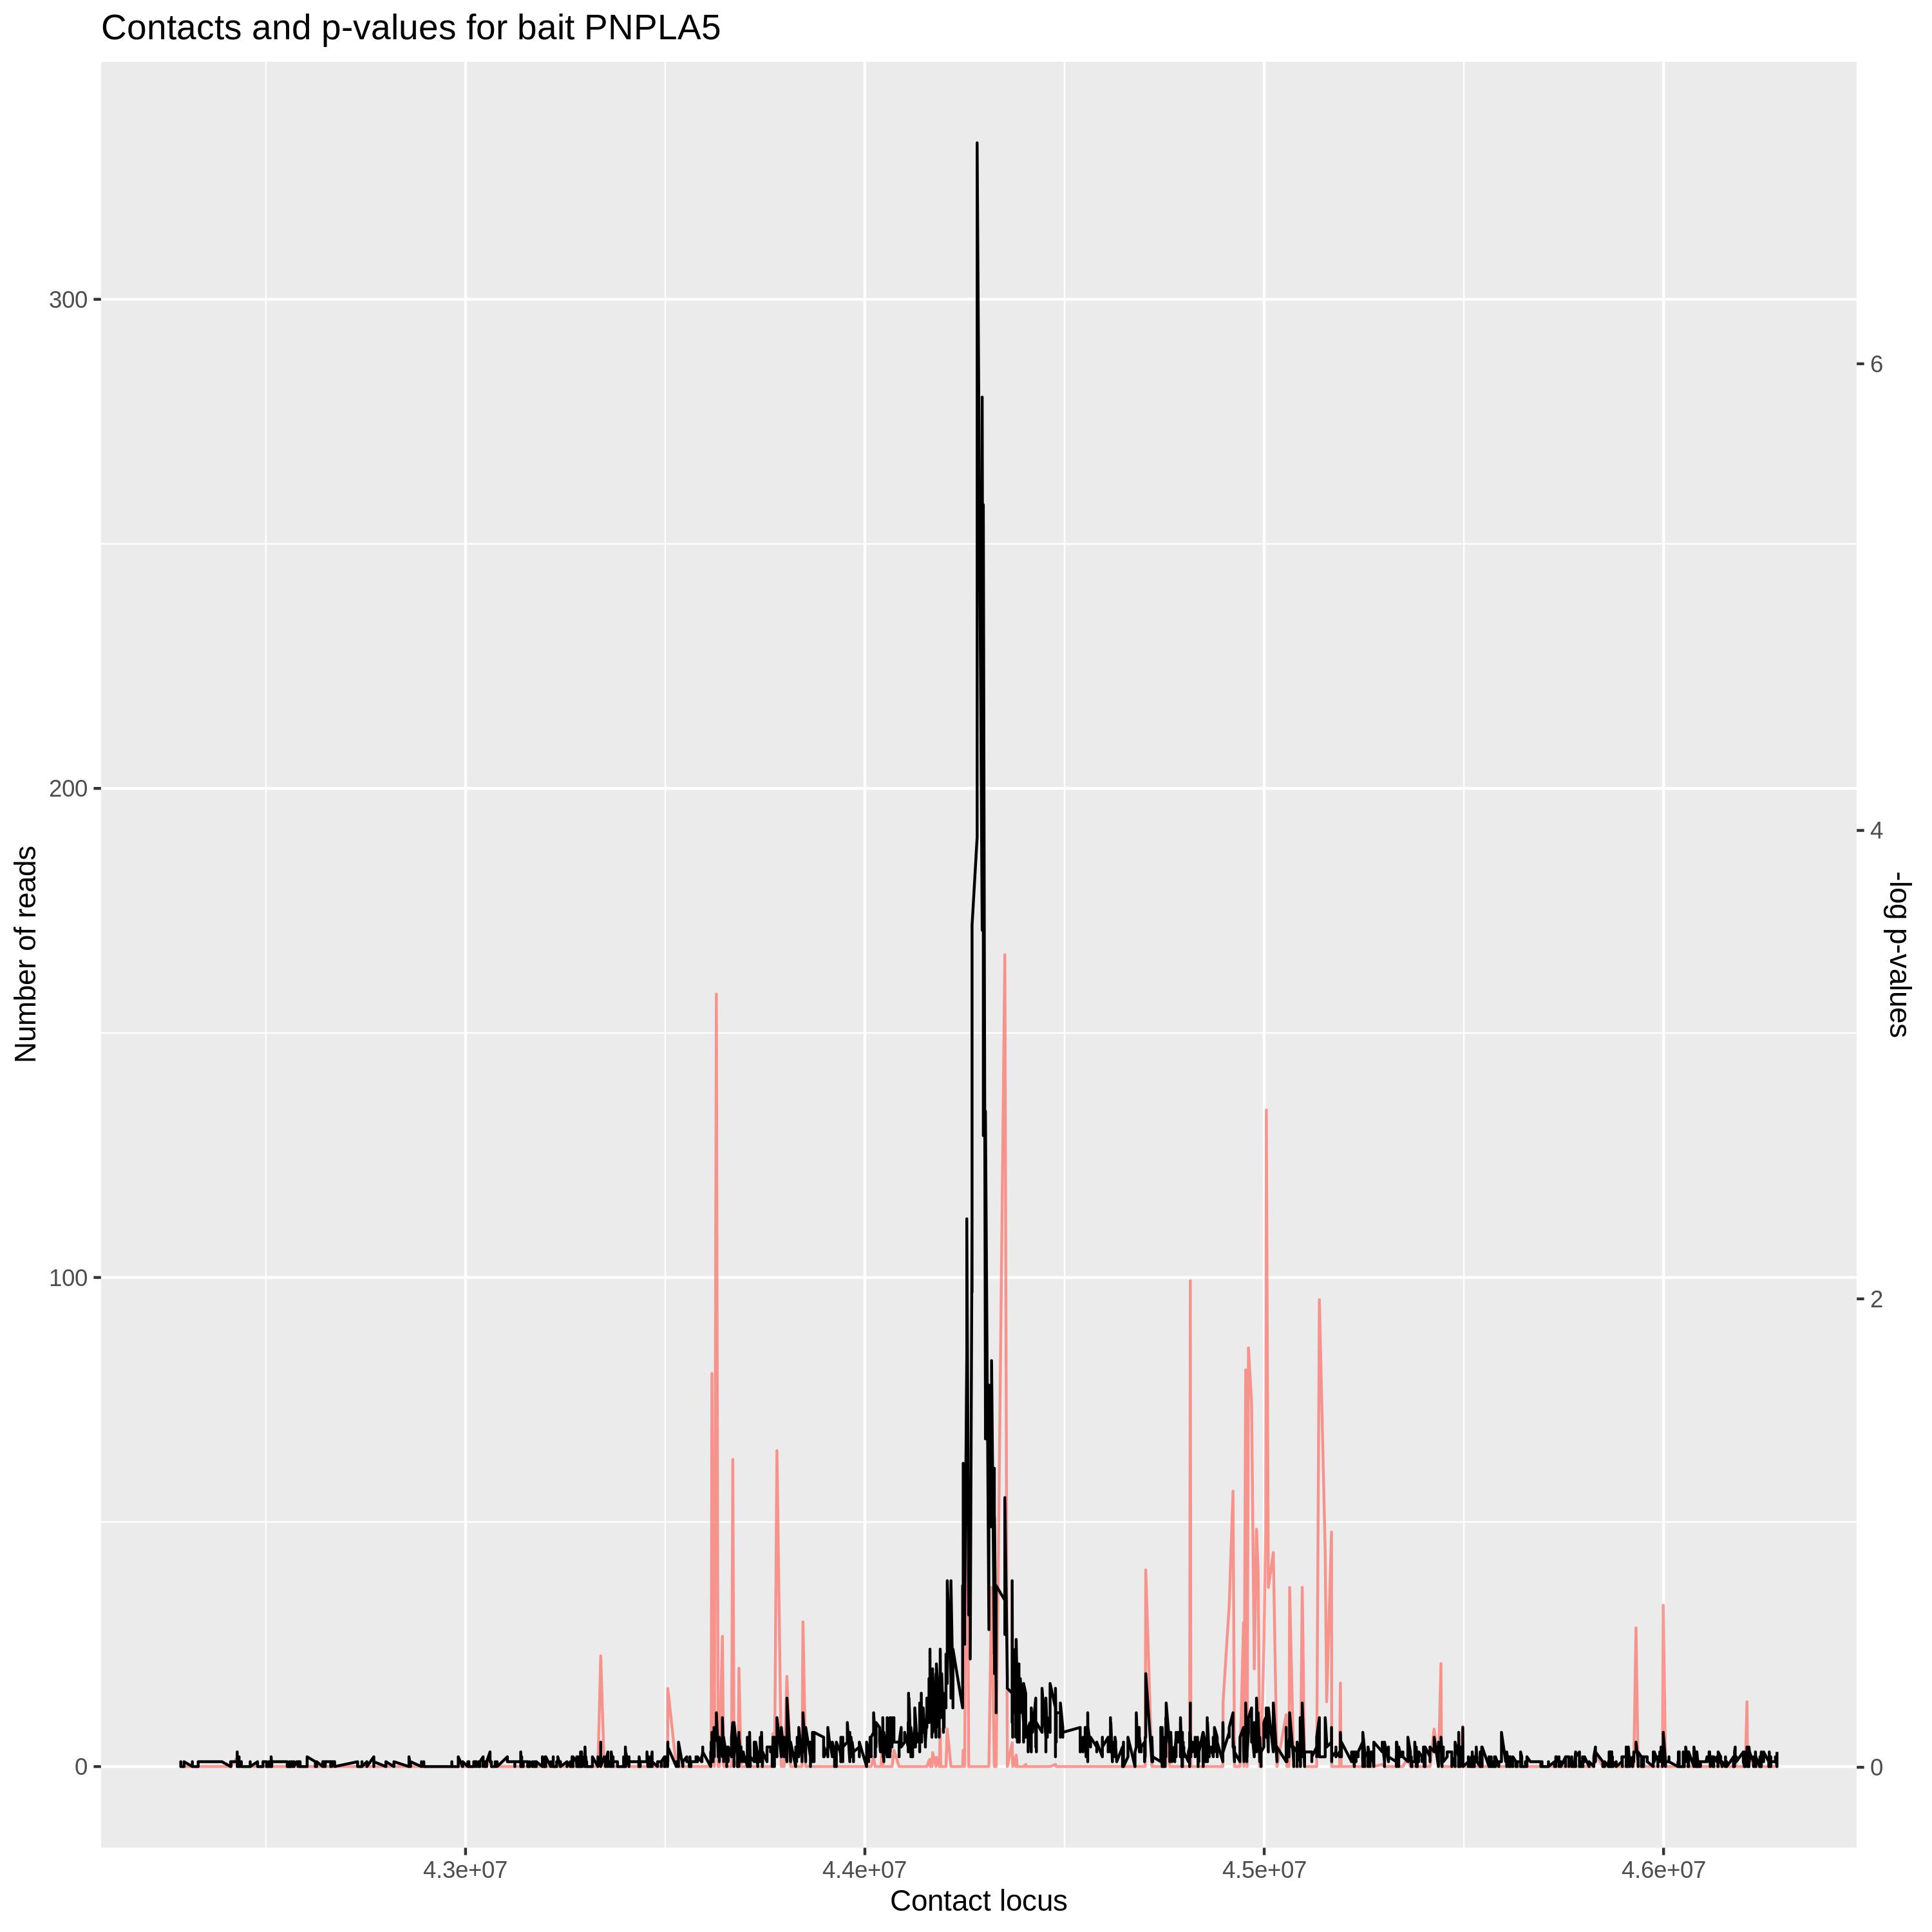 Contacts and p-values for bait PNPLA5
300
200
100
0
Number of reads
6
4
2
0
-log p-values
4.3e+07
4.4e+07
4.5e+07
4.6e+07
Contact locus